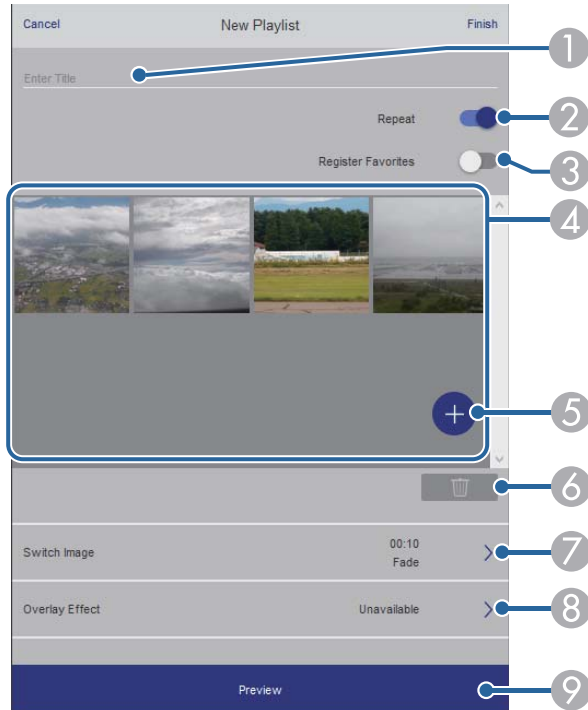 Cancel New Playlist Finish
1
Enter Title
Repeat
2
Register Favorites
3
4
5
6
Switch Image
00:10
Fade
7
Overlay Effect Unavailable
8
Preview
9